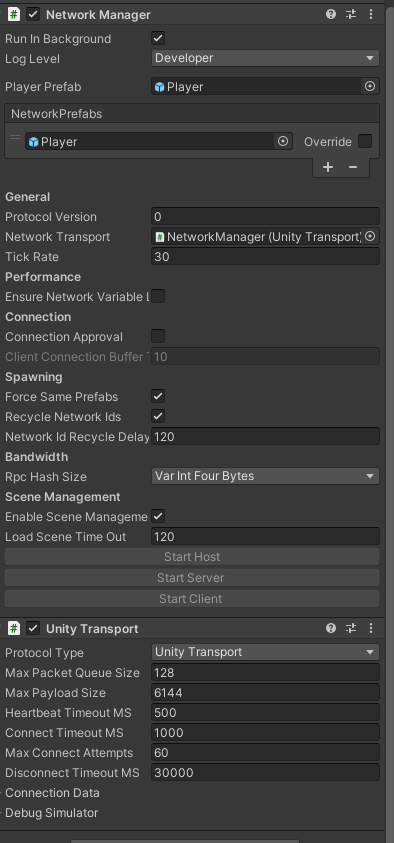 Network Manager
Run In Background
Log Level Developer
Player Prefab Player
NetworkPrefabs
Player Override
General
Protocol Version 0
Network Transport NetworkManager (Unity Transport)
Tick Rate 30
Performance
Ensure Network Variable L
Connection
Connection Approval
Client Connection Buffer T 10
Spawning
Force Same Prefabs
Recycle Network Ids
Network Id Recycle Delay 120
Bandwidth
Rpc Hash Size Var Int Four Bytes
Scene Management
Enable Scene Manageme
Load Scene Time Out 120
Start Host
Start Server
Start Client
Unity Transport
Protocol Type Unity Transport
Max Packet Queue Size 128
Max Payload Size 6144
Heartbeat Timeout MS 500
Connect Timeout MS 1000
Max Connect Attempts 60
Disconnect Timeout MS 30000
Connection Data
Debug Simulator